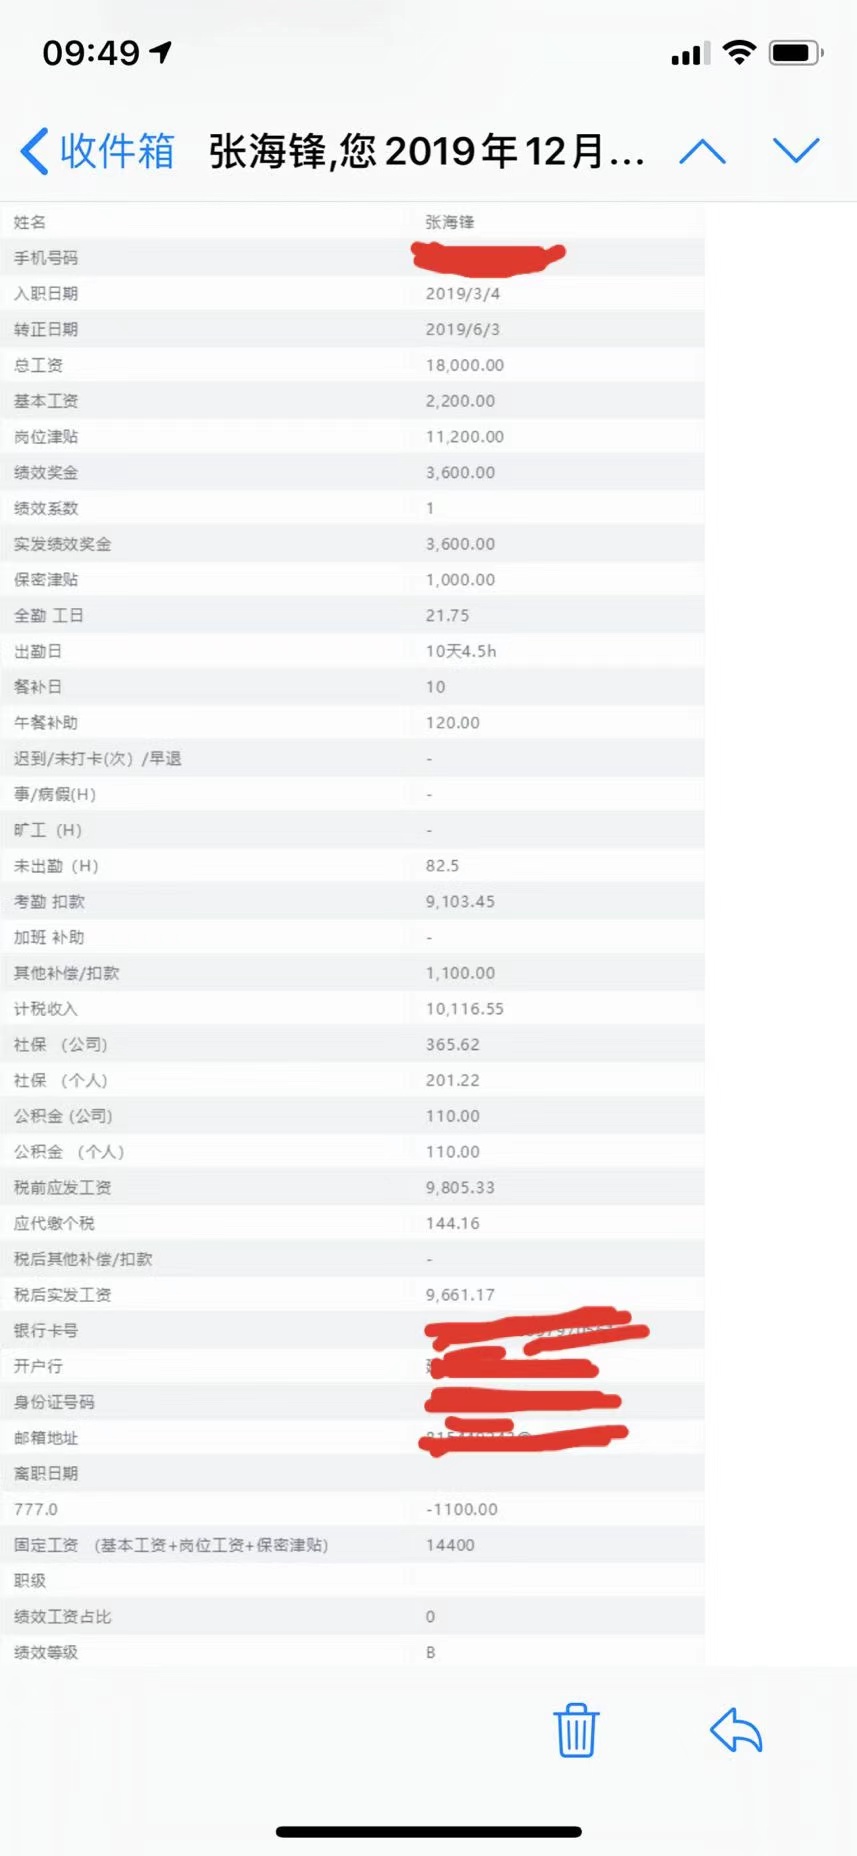 09:49
收件箱 张海锋,您2019年12月...
姓名 张海锋
手机号码
入职日期 2019/3/4
转正日期 2019/6/3
总工资 18,000.00
基本工资 2,200.00
岗位津贴 11,200.00
绩效奖金 3,600.00
绩效系数 1
实发绩效奖金 3,600.00
保密津贴 1,000.00
全勤 工日 21.75
出勤日 10天4.5h
餐补日 10
午餐补助 120.00
迟到/未打卡(次）/早退 -
事/病假(H） -
旷工（H） -
未出勤（H） 82.5
考勤 扣款 9,103.45
加班 补助 -
其他补偿/扣款 1,100.00
计税收入 10,116.55
社保 （公司） 365.62
社保 （个人） 201.22
公积金 (公司) 110.00
公积金 （个人） 110.00
税前应发工资 9,805.33
应代缴个税 144.16
税后其他补偿/扣款 -
税后实发工资 9,661.17
银行卡号
开户行
身份证号码
邮箱地址
离职日期
777.0 -1100.00
固定工资 （基本工资+岗位工资+保密津贴） 14400
职级
绩效工资占比 0
绩效等级 B